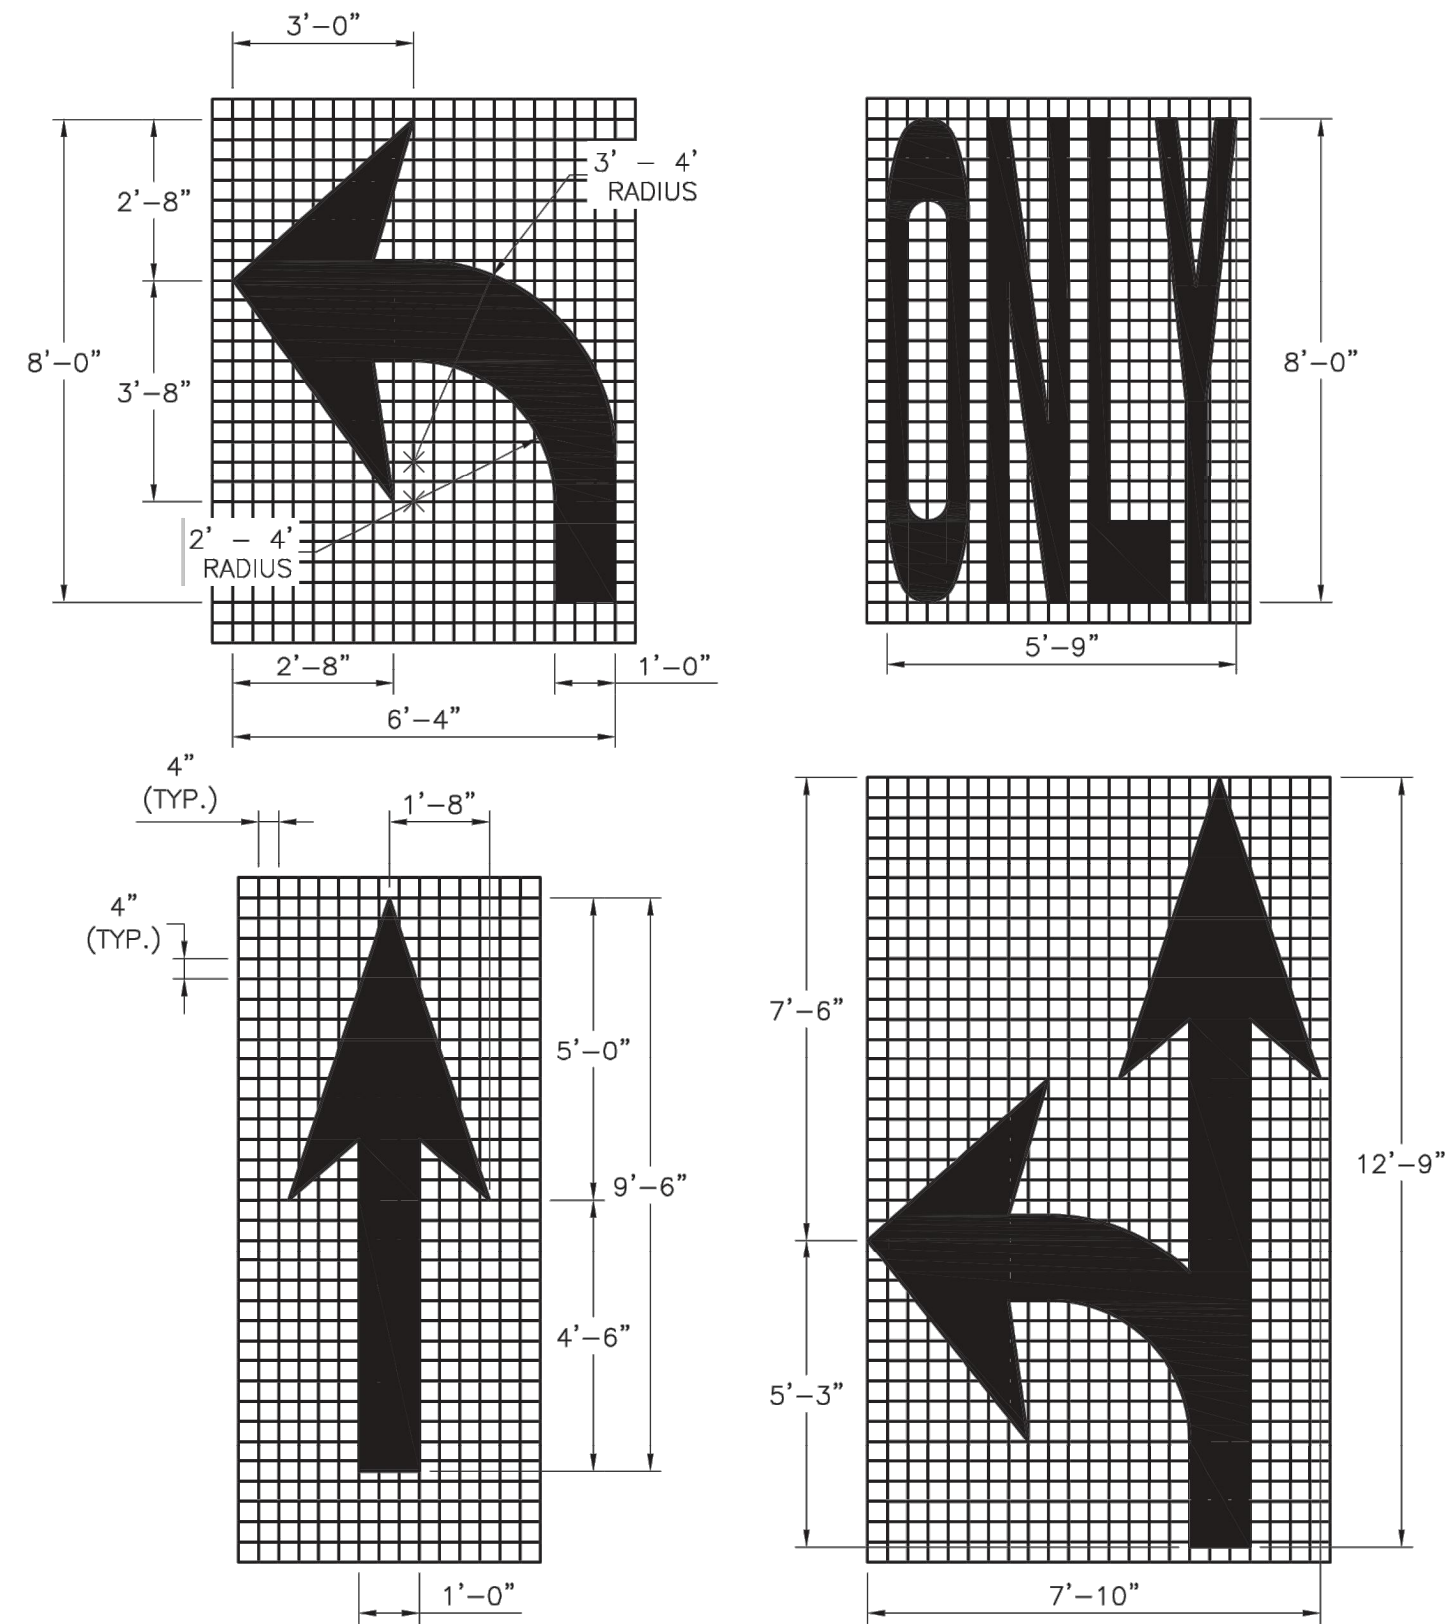 3'-0"
2'-8"
3' - 4'
RADIUS
8'-0"
3'-8"
2' - 4'
RADIUS
2'-8"
1'-0"
6'-4"
ONLY
8'-0"
5'-9"
4"
(TYP.)
1'-8"
4"
(TYP.)
5'-0"
9'-6"
4'-6"
1'-0"
7'-6"
12'-9"
5'-3"
7'-10"